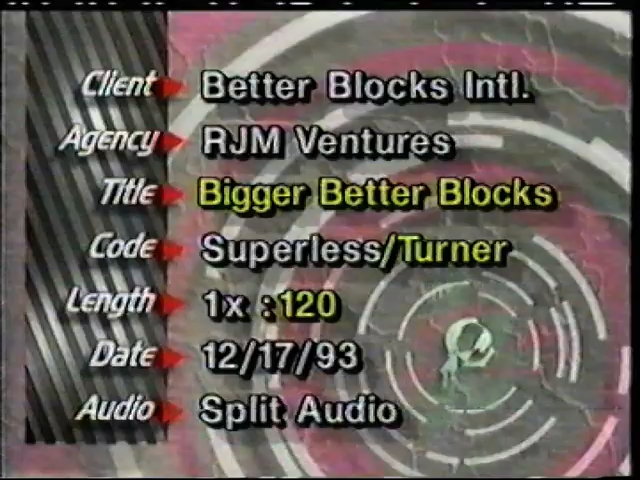 Client Better Blocks Intl.
Agency RJM Ventures
Title Bigger Better Blocks
Code Superless/Turner
Length 1x :120
Date 12/17/93
Audio Split Audio